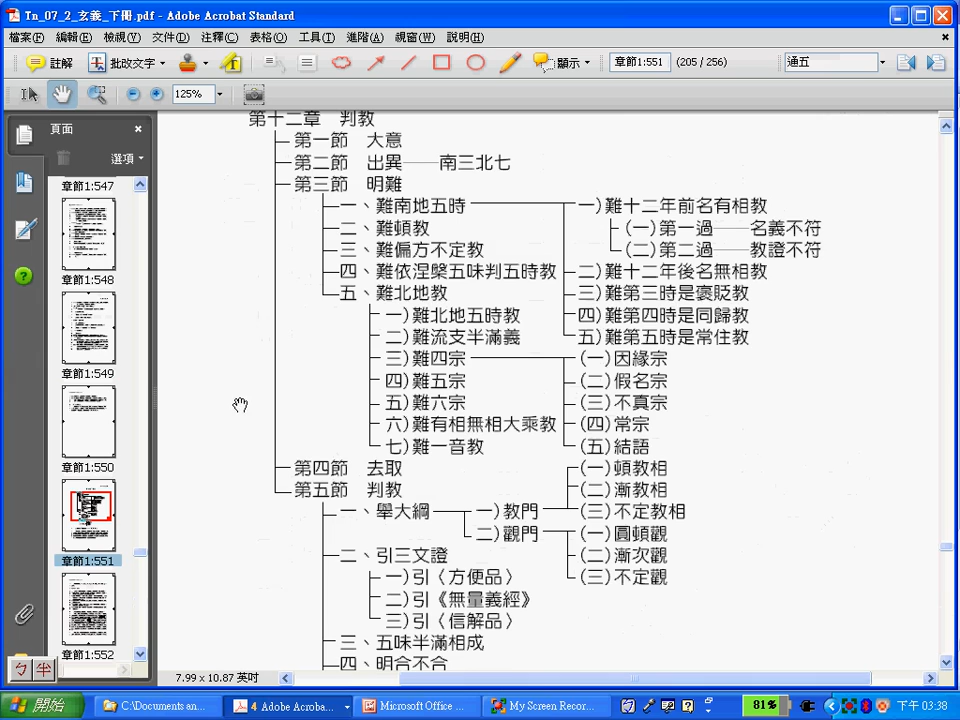 Tn_07_2_玄義_下冊.pdf - Adobe Acrobat Standard
檔案(F) 編輯(E) 檢視(V) 文件(D) 注釋(C) 表格(O) 工具(T) 進階(A) 視窗(W) 說明(H)
註解 批改文字 顯示 章節1:551 (205 / 256) 通五
125%
頁面
選項
章節1:547
章節1:548
章節1:549
章節1:550
章節1:551
章節1:552
第十二章 判教
第一節 大意
第二節 出異——南三北七
第三節 明難
一、難南地五時 一)難十二年前名有相教
二、難頓教 (一)第一過——名義不符
三、難偏方不定教 (二)第二過——教證不符
四、難依涅槃五味判五時教 二)難十二年後名無相教
五、難北地教 三)難第三時是褒貶教
一)難北地五時教 四)難第四時是同歸教
二)難流支半滿義 五)難第五時是常住教
三)難四宗 (一)因緣宗
四)難五宗 (二)假名宗
五)難六宗 (三)不真宗
六)難有相無相大乘教 (四)常宗
七)難一音教 (五)結語
第四節 去取 (一)頓教相
第五節 判教 (二)漸教相
一、舉大綱 一)教門 (三)不定教相
二)觀門 (一)圓頓觀
二、引三文證 (二)漸次觀
一)引〈方便品〉 (三)不定觀
二)引《無量義經》
三)引〈信解品〉
三、五味半滿相成
四、明合不合
7.99 x 10.87 英吋
ㄅ 半
開始 C:\Documents an... 4 Adobe Acroba... Microsoft Office ... My Screen Recor... 81% 下午 03:38